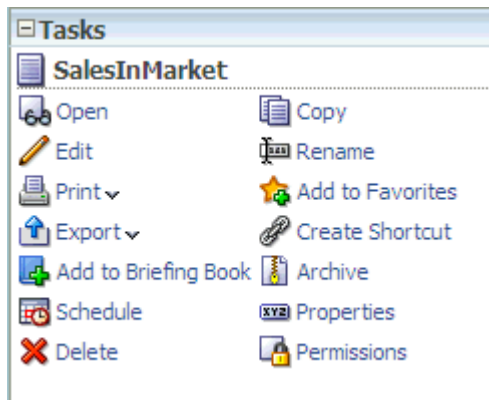 Tasks
SalesInMarket
Open Copy
Edit Rename
Print Add to Favorites
Export Create Shortcut
Add to Briefing Book Archive
Schedule XYZ Properties
Delete Permissions